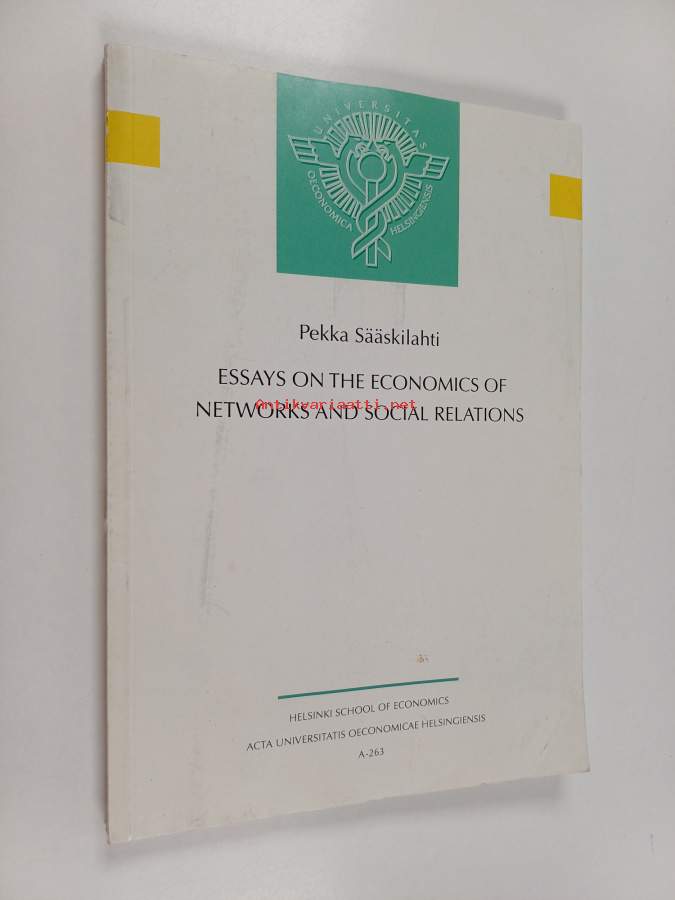 UNIVERSITAS
OECONOMICA HELSINGIENSIS
Pekka Sääskilahti
ESSAYS ON THE ECONOMICS OF
NETWORKS AND SOCIAL RELATIONS
Antikvariaatti.net
HELSINKI SCHOOL OF ECONOMICS
ACTA UNIVERSITATIS OECONOMICAE HELSINGIENSIS
A-263